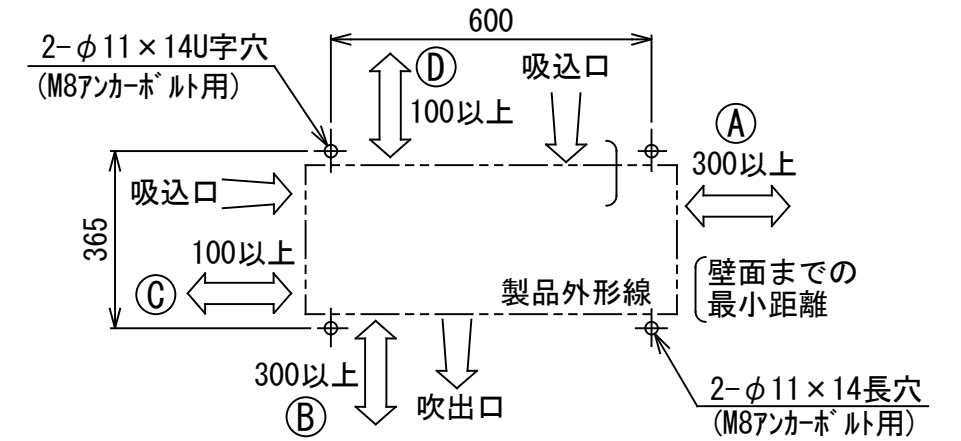 600
2-φ11×14U字穴
(M8ｱﾝｶｰﾎﾞﾙﾄ用)
Ⓓ
吸込口
100以上
Ⓐ
300以上
吸込口
365
100以上
Ⓒ
壁面までの
最小距離
製品外形線
300以上
Ⓑ
吹出口
2-φ11×14長穴
(M8ｱﾝｶｰﾎﾞﾙﾄ用)